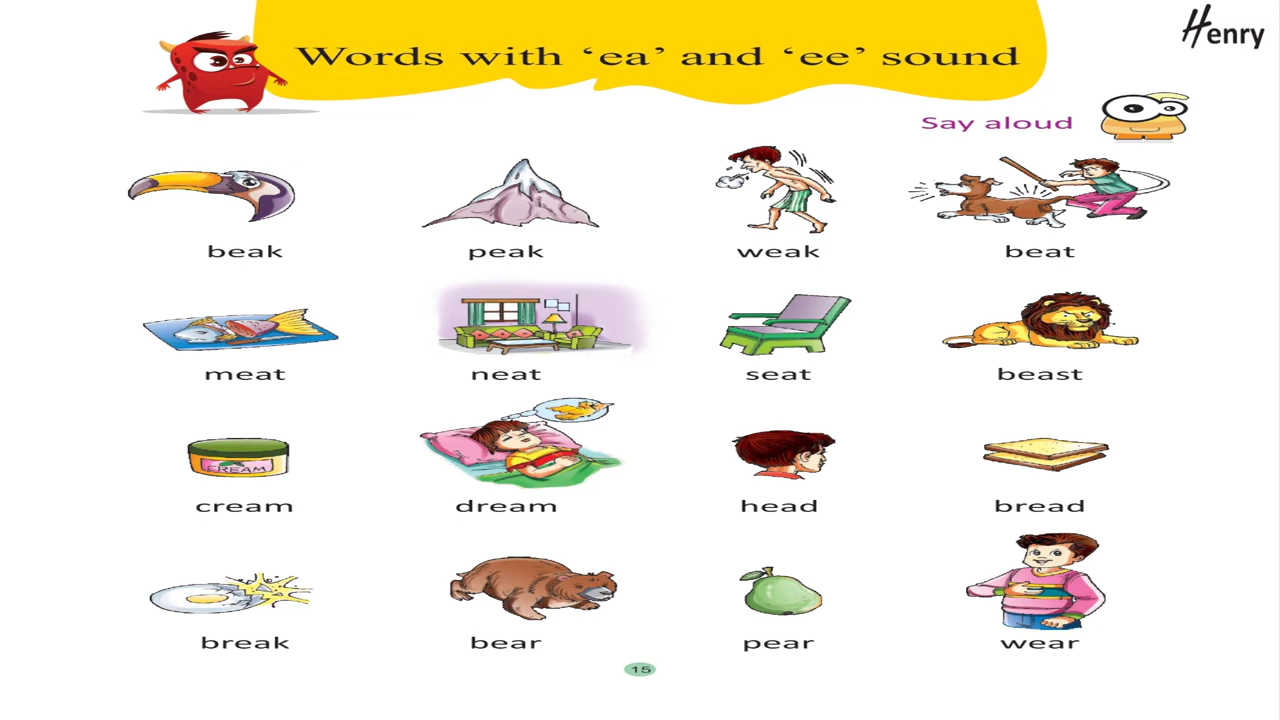 Henry
Words with ‘ea’ and ‘ee’ sound
Say aloud
beak peak weak beat
meat neat seat beast
CREAM
cream dream head bread
break bear pear wear
15